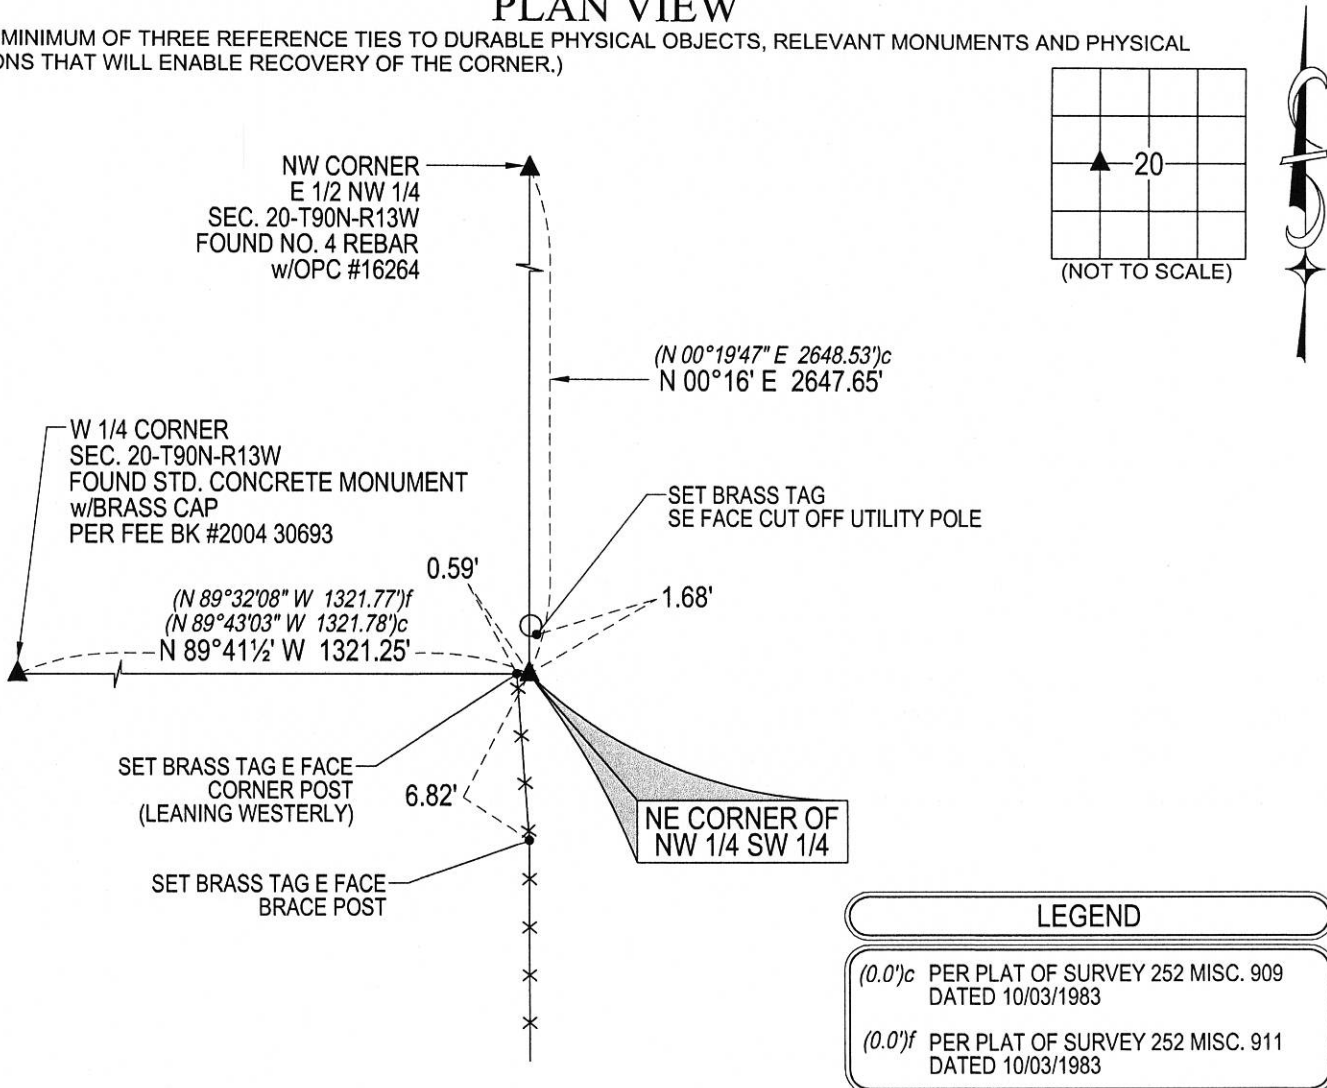 PLAN VIEW
MINIMUM OF THREE REFERENCE TIES TO DURABLE PHYSICAL OBJECTS, RELEVANT MONUMENTS AND PHYSICAL
ONS THAT WILL ENABLE RECOVERY OF THE CORNER.)
20
(NOT TO SCALE)
NW CORNER
E 1/2 NW 1/4
SEC. 20-T90N-R13W
FOUND NO. 4 REBAR
w/OPC #16264
(N 00°19'47" E 2648.53')c
N 00°16' E 2647.65'
W 1/4 CORNER
SEC. 20-T90N-R13W
FOUND STD. CONCRETE MONUMENT
w/BRASS CAP
PER FEE BK #2004 30693
SET BRASS TAG
SE FACE CUT OFF UTILITY POLE
0.59'
1.68'
(N 89°32'08" W 1321.77')f
(N 89°43'03" W 1321.78')c
N 89°41½' W 1321.25'
SET BRASS TAG E FACE
CORNER POST
(LEANING WESTERLY)
6.82'
NE CORNER OF
NW 1/4 SW 1/4
SET BRASS TAG E FACE
BRACE POST
LEGEND
(0.0')c PER PLAT OF SURVEY 252 MISC. 909
DATED 10/03/1983
(0.0')f PER PLAT OF SURVEY 252 MISC. 911
DATED 10/03/1983